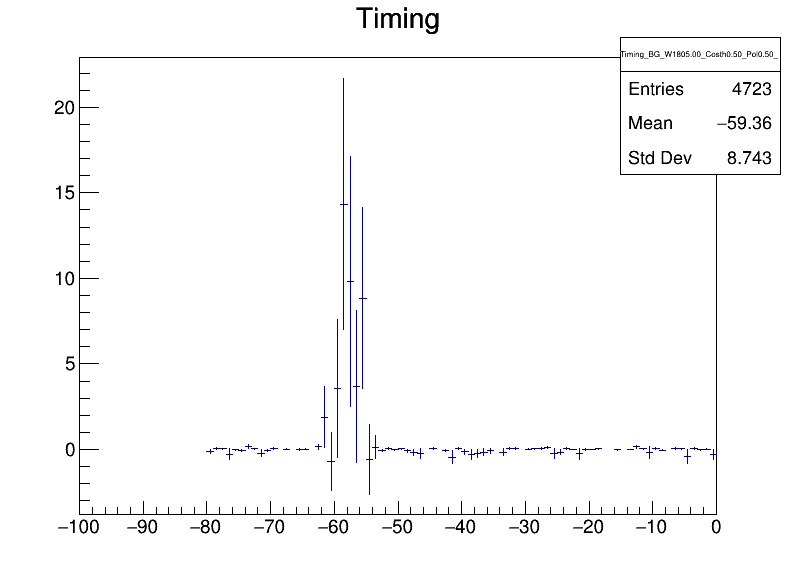 Timing
Timing_BG_W1805.00_Costh0.50_Pol0.50_
Entries 4723
Mean −59.36
Std Dev 8.743
20
15
10
5
0
−100 −90 −80 −70 −60 −50 −40 −30 −20 −10 0